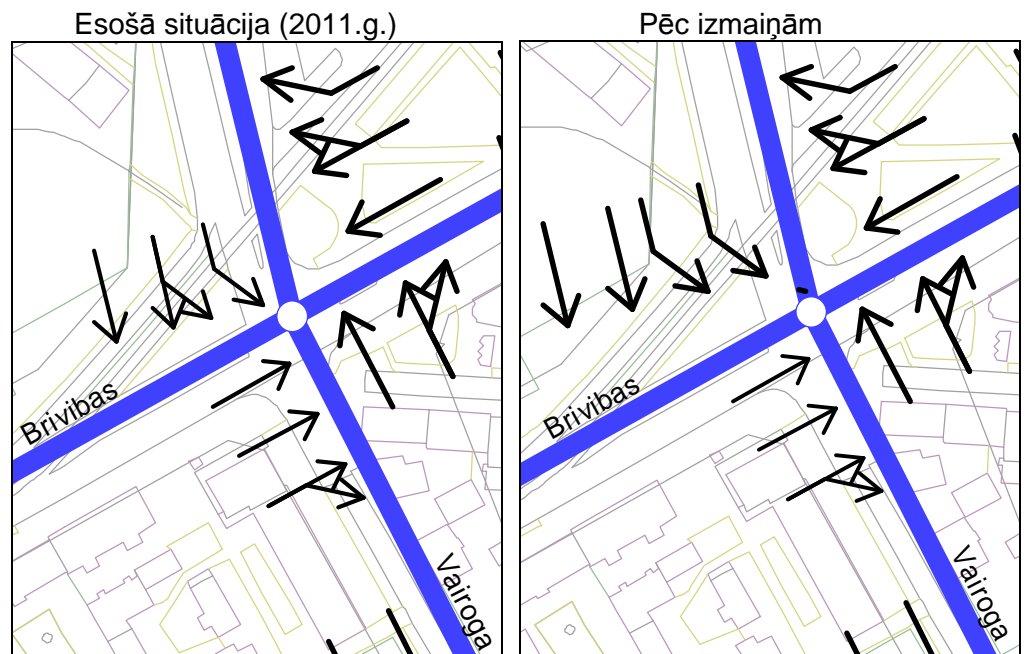 Esošā situācija (2011.g.)
Pēc izmaiņām
Brivibas
Vairoga
Brivibas
Vairoga